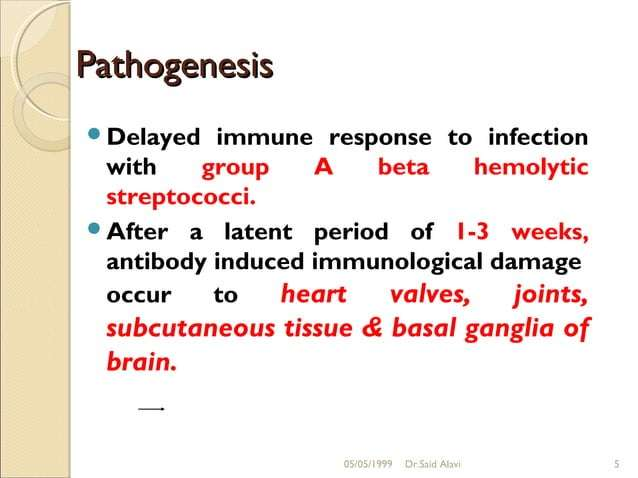 Pathogenesis
Delayed immune response to infection
with group A beta hemolytic
streptococci.
After a latent period of 1-3 weeks,
antibody induced immunological damage
occur to heart valves, joints,
subcutaneous tissue & basal ganglia of
brain.
05/05/1999 Dr.Said Alavi 5